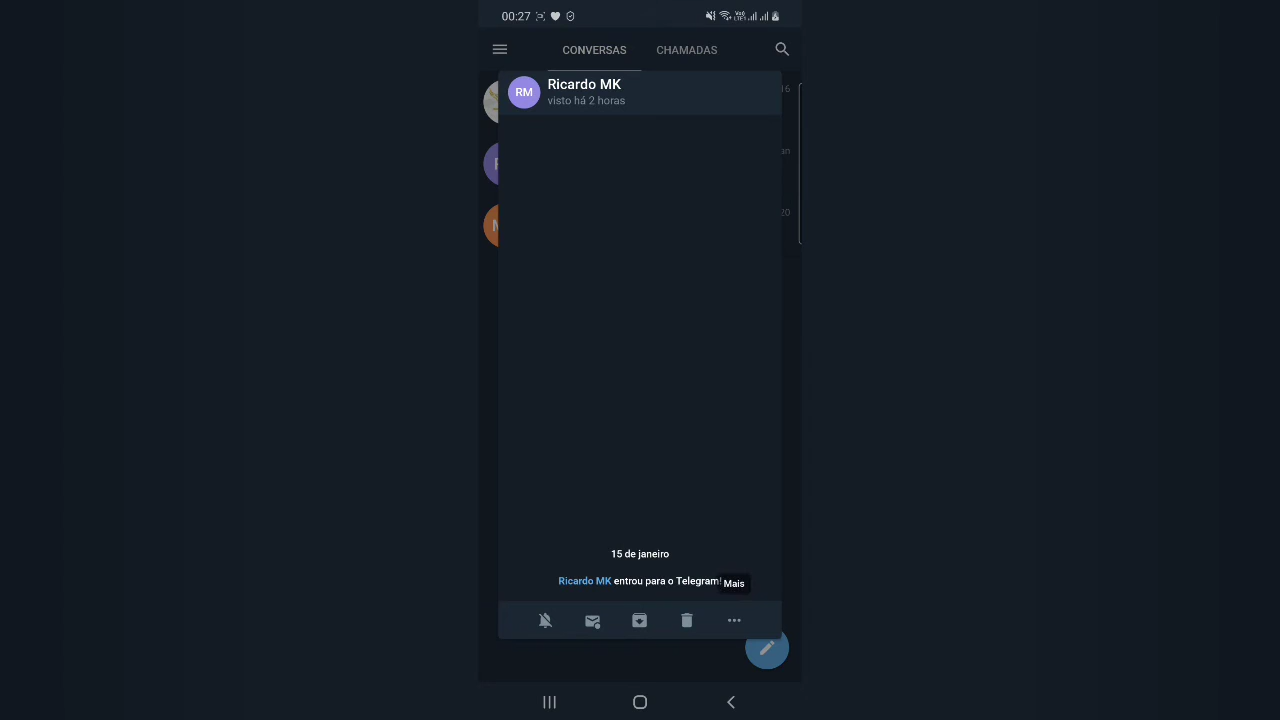 00:27
CONVERSAS CHAMADAS
RM Ricardo MK
visto há 2 horas
15 de janeiro
Ricardo MK entrou para o Telegram!
Mais